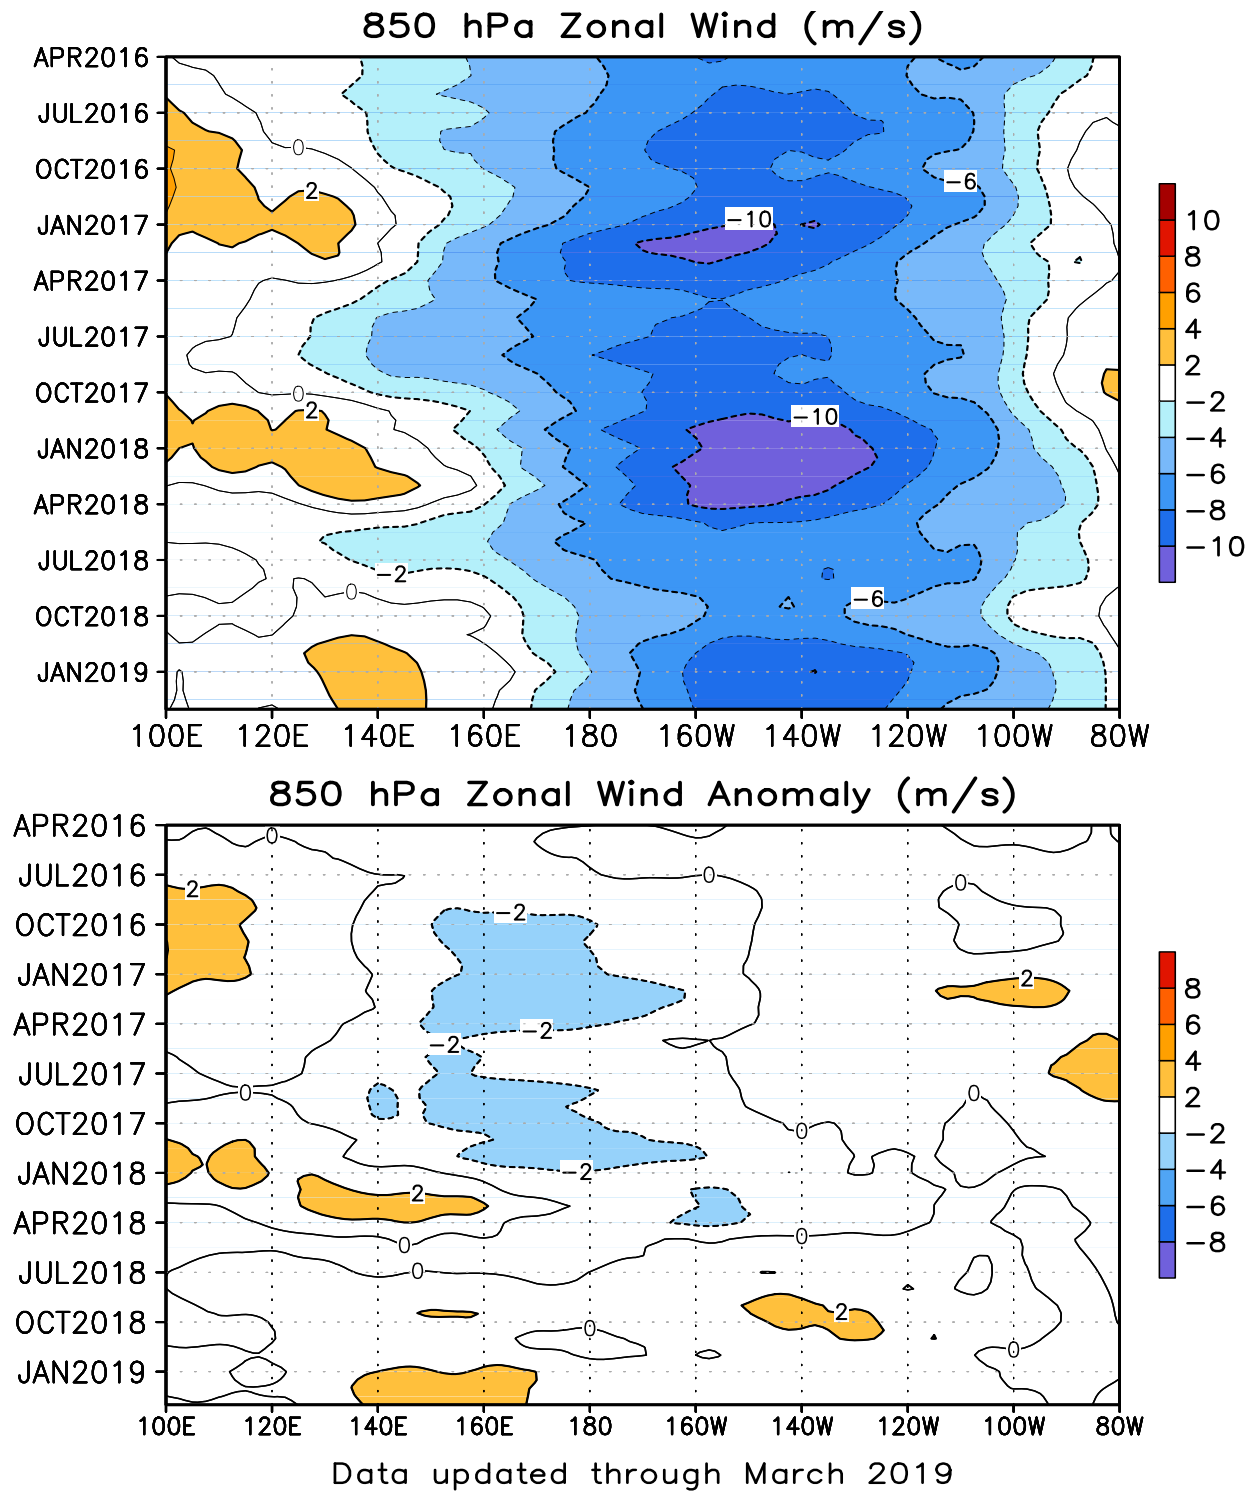 850 hPa Zonal Wind (m/s)
APR2016
JUL2016
OCT2016
JAN2017
APR2017
JUL2017
OCT2017
JAN2018
APR2018
JUL2018
OCT2018
JAN2019
0
2
-6
-10
0
2
-10
-2
0
-6
100E 120E 140E 160E 180 160W 140W 120W 100W 80W
10
8
6
4
2
-2
-4
-6
-8
-10
850 hPa Zonal Wind Anomaly (m/s)
APR2016
JUL2016
OCT2016
JAN2017
APR2017
JUL2017
OCT2017
JAN2018
APR2018
JUL2018
OCT2018
JAN2019
0
0
2
0
-2
2
-2
-2
0
0
0
-2
2
0
0
0
2
0
0
100E 120E 140E 160E 180 160W 140W 120W 100W 80W
8
6
4
2
-2
-4
-6
-8
Data updated through March 2019